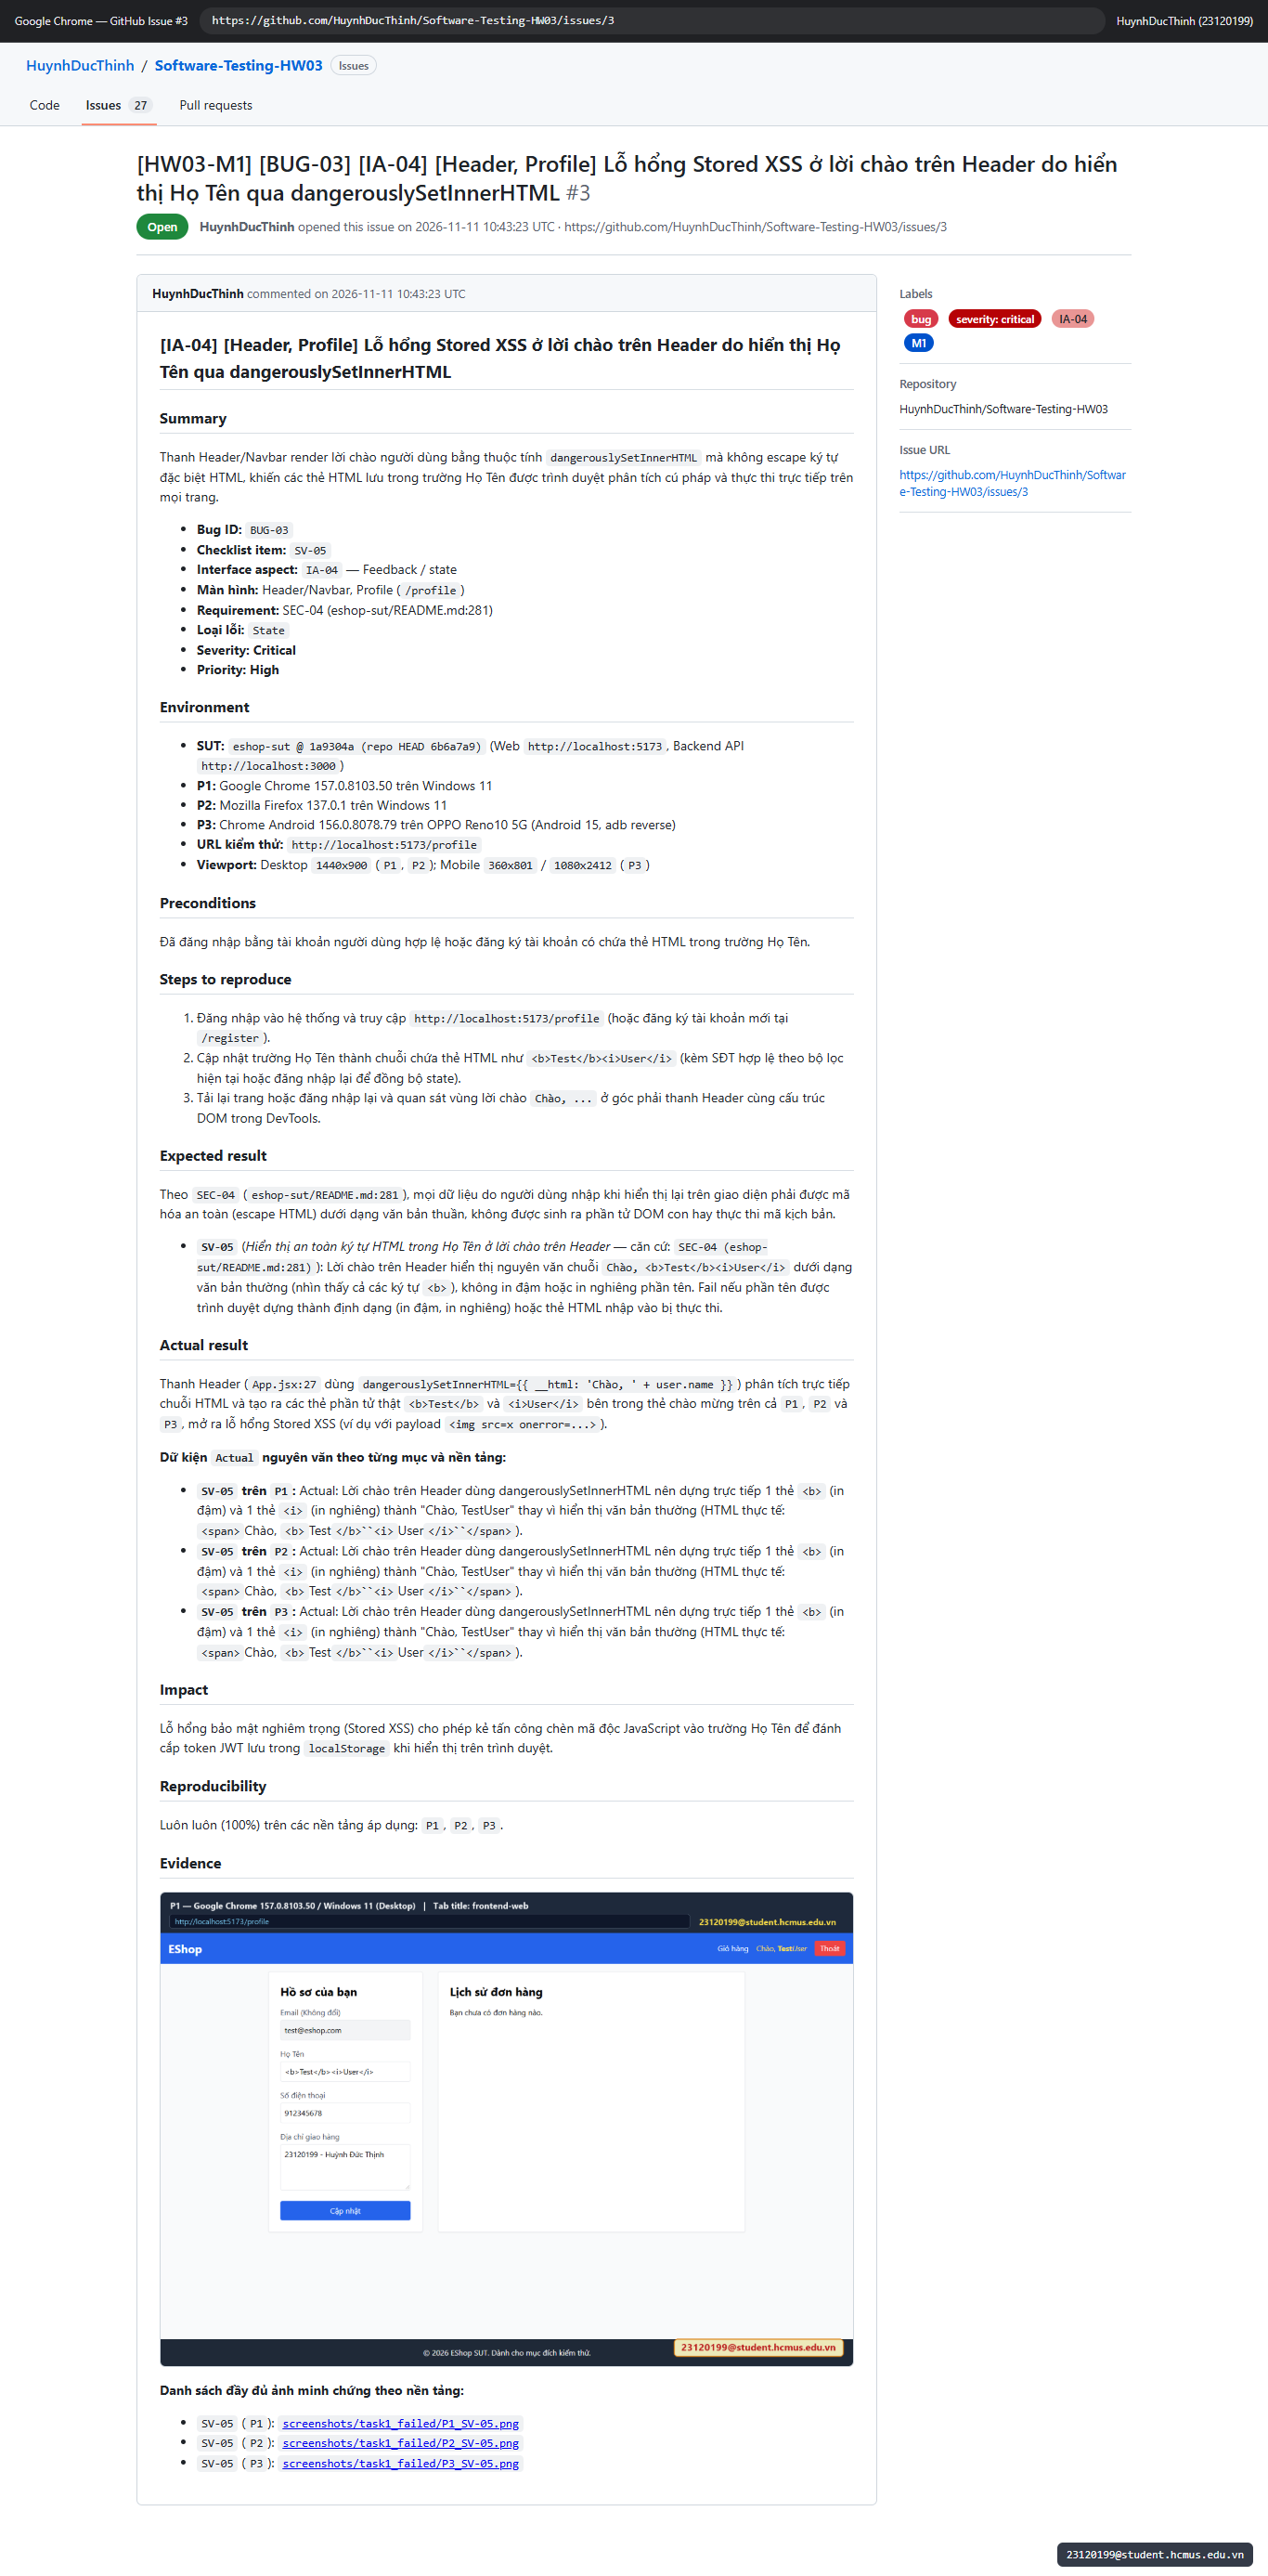 Google Chrome — GitHub Issue #3
https://github.com/HuynhDucThinh/Software-Testing-HW03/issues/3
HuynhDucThinh (23120199)
HuynhDucThinh / Software-Testing-HW03 Issues
Code Issues 27 Pull requests
[HW03-M1] [BUG-03] [IA-04] [Header, Profile] Lỗ hổng Stored XSS ở lời chào trên Header do hiển
thị Họ Tên qua dangerouslySetInnerHTML #3
Open HuynhDucThinh opened this issue on 2026-11-11 10:43:23 UTC · https://github.com/HuynhDucThinh/Software-Testing-HW03/issues/3
HuynhDucThinh commented on 2026-11-11 10:43:23 UTC
[IA-04] [Header, Profile] Lỗ hổng Stored XSS ở lời chào trên Header do hiển thị Họ
Tên qua dangerouslySetInnerHTML
Summary
Thanh Header/Navbar render lời chào người dùng bằng thuộc tính dangerouslySetInnerHTML mà không escape ký tự
đặc biệt HTML, khiến các thẻ HTML lưu trong trường Họ Tên được trình duyệt phân tích cú pháp và thực thi trực tiếp trên
mọi trang.
• Bug ID: BUG-03
• Checklist item: SV-05
• Interface aspect: IA-04 — Feedback / state
• Màn hình: Header/Navbar, Profile ( /profile )
• Requirement: SEC-04 (eshop-sut/README.md:281)
• Loại lỗi: State
• Severity: Critical
• Priority: High
Environment
• SUT: eshop-sut @ 1a9304a (repo HEAD 6b6a7a9) (Web http://localhost:5173 , Backend API
http://localhost:3000 )
• P1: Google Chrome 157.0.8103.50 trên Windows 11
• P2: Mozilla Firefox 137.0.1 trên Windows 11
• P3: Chrome Android 156.0.8078.79 trên OPPO Reno10 5G (Android 15, adb reverse)
• URL kiểm thử: http://localhost:5173/profile
• Viewport: Desktop 1440x900 ( P1 , P2 ); Mobile 360x801 / 1080x2412 ( P3 )
Preconditions
Đã đăng nhập bằng tài khoản người dùng hợp lệ hoặc đăng ký tài khoản có chứa thẻ HTML trong trường Họ Tên.
Steps to reproduce
1. Đăng nhập vào hệ thống và truy cập http://localhost:5173/profile (hoặc đăng ký tài khoản mới tại
/register ).
2. Cập nhật trường Họ Tên thành chuỗi chứa thẻ HTML như <b>Test</b><i>User</i> (kèm SĐT hợp lệ theo bộ lọc
hiện tại hoặc đăng nhập lại để đồng bộ state).
3. Tải lại trang hoặc đăng nhập lại và quan sát vùng lời chào Chào, ... ở góc phải thanh Header cùng cấu trúc
DOM trong DevTools.
Expected result
Theo SEC-04 ( eshop-sut/README.md:281 ), mọi dữ liệu do người dùng nhập khi hiển thị lại trên giao diện phải được mã
hóa an toàn (escape HTML) dưới dạng văn bản thuần, không được sinh ra phần tử DOM con hay thực thi mã kịch bản.
• SV-05 (Hiển thị an toàn ký tự HTML trong Họ Tên ở lời chào trên Header — căn cứ: SEC-04 (eshop-
sut/README.md:281) ): Lời chào trên Header hiển thị nguyên văn chuỗi Chào, <b>Test</b><i>User</i> dưới dạng
văn bản thường (nhìn thấy cả các ký tự <b> ), không in đậm hoặc in nghiêng phần tên. Fail nếu phần tên được
trình duyệt dựng thành định dạng (in đậm, in nghiêng) hoặc thẻ HTML nhập vào bị thực thi.
Actual result
Thanh Header ( App.jsx:27 dùng dangerouslySetInnerHTML={{ __html: 'Chào, ' + user.name }} ) phân tích trực tiếp
chuỗi HTML và tạo ra các thẻ phần tử thật <b>Test</b> và <i>User</i> bên trong thẻ chào mừng trên cả P1 , P2 và
P3 , mở ra lỗ hổng Stored XSS (ví dụ với payload <img src=x onerror=...> ).
Dữ kiện Actual nguyên văn theo từng mục và nền tảng:
• SV-05 trên P1 : Actual: Lời chào trên Header dùng dangerouslySetInnerHTML nên dựng trực tiếp 1 thẻ <b> (in
đậm) và 1 thẻ <i> (in nghiêng) thành "Chào, TestUser" thay vì hiển thị văn bản thường (HTML thực tế:
<span> Chào, <b> Test </b>``<i> User </i>``</span> ).
• SV-05 trên P2 : Actual: Lời chào trên Header dùng dangerouslySetInnerHTML nên dựng trực tiếp 1 thẻ <b> (in
đậm) và 1 thẻ <i> (in nghiêng) thành "Chào, TestUser" thay vì hiển thị văn bản thường (HTML thực tế:
<span> Chào, <b> Test </b>``<i> User </i>``</span> ).
• SV-05 trên P3 : Actual: Lời chào trên Header dùng dangerouslySetInnerHTML nên dựng trực tiếp 1 thẻ <b> (in
đậm) và 1 thẻ <i> (in nghiêng) thành "Chào, TestUser" thay vì hiển thị văn bản thường (HTML thực tế:
<span> Chào, <b> Test </b>``<i> User </i>``</span> ).
Impact
Lỗ hổng bảo mật nghiêm trọng (Stored XSS) cho phép kẻ tấn công chèn mã độc JavaScript vào trường Họ Tên để đánh
cắp token JWT lưu trong localStorage khi hiển thị trên trình duyệt.
Reproducibility
Luôn luôn (100%) trên các nền tảng áp dụng: P1 , P2 , P3 .
Evidence
P1 — Google Chrome 157.0.8103.50 / Windows 11 (Desktop) | Tab title: frontend-web
http://localhost:5173/profile
23120199@student.hcmus.edu.vn
EShop
Giỏ hàng Chào, TestUser Thoát
Hồ sơ của bạn
Email (Không đổi)
test@eshop.com
Họ Tên
<b>Test</b><i>User</i>
Số điện thoại
912345678
Địa chỉ giao hàng
23120199 - Huỳnh Đức Thịnh
Cập nhật
Lịch sử đơn hàng
Bạn chưa có đơn hàng nào.
© 2026 EShop SUT. Dành cho mục đích kiểm thử.
23120199@student.hcmus.edu.vn
Danh sách đầy đủ ảnh minh chứng theo nền tảng:
• SV-05 ( P1 ): screenshots/task1_failed/P1_SV-05.png
• SV-05 ( P2 ): screenshots/task1_failed/P2_SV-05.png
• SV-05 ( P3 ): screenshots/task1_failed/P3_SV-05.png
Labels
bug severity: critical IA-04
M1
Repository
HuynhDucThinh/Software-Testing-HW03
Issue URL
https://github.com/HuynhDucThinh/Softwar
e-Testing-HW03/issues/3
23120199@student.hcmus.edu.vn